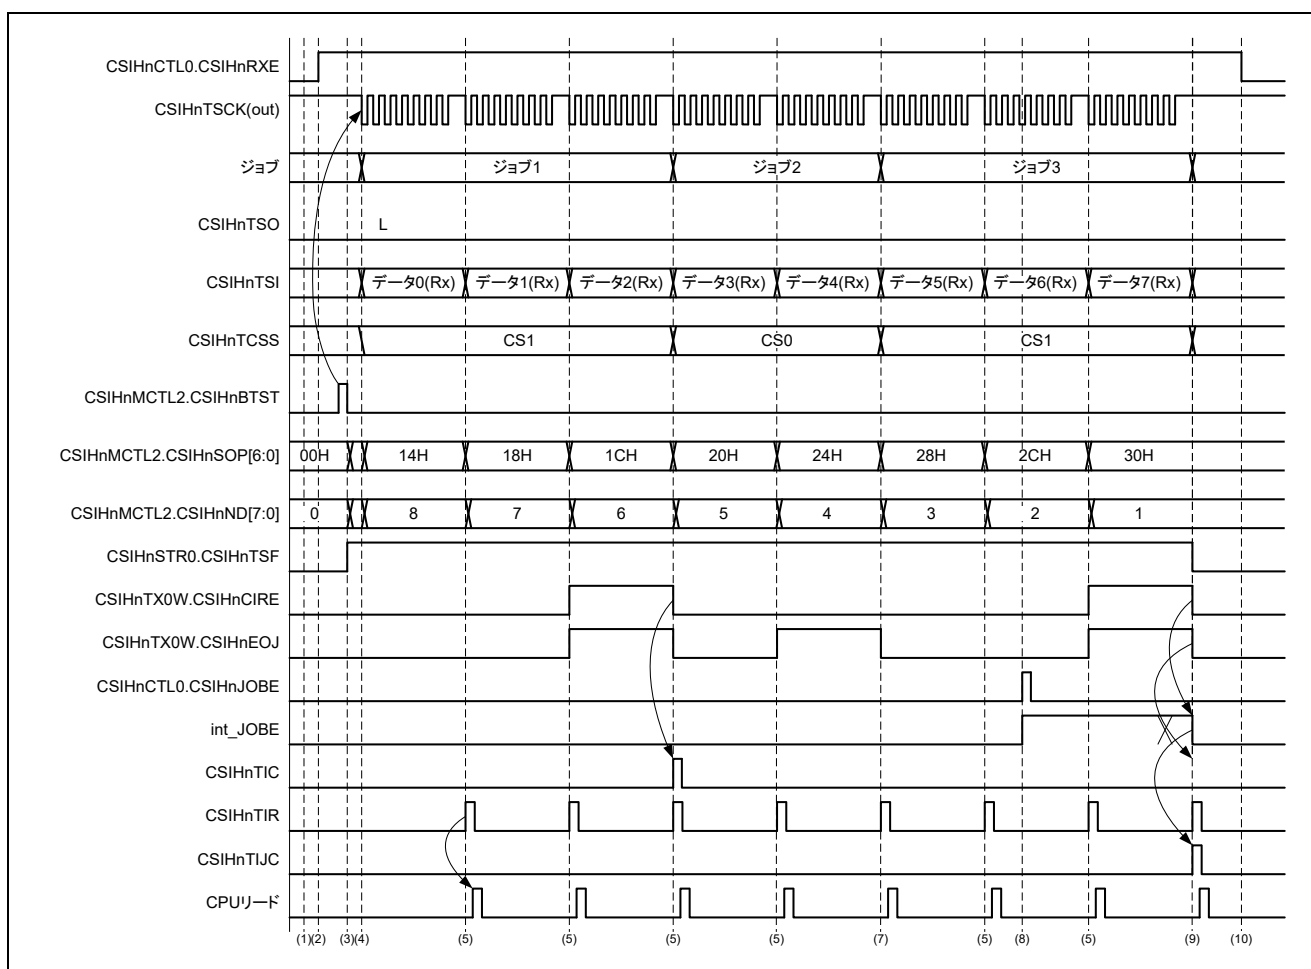 CSIHnCTL0.CSIHnRXE
CSIHnTSCK(out)
ジョブ ジョブ1 ジョブ2 ジョブ3
CSIHnTSO L
CSIHnTSI データ0(Rx) データ1(Rx) データ2(Rx) データ3(Rx) データ4(Rx) データ5(Rx) データ6(Rx) データ7(Rx)
CSIHnTCSS CS1 CS0 CS1
CSIHnMCTL2.CSIHnBTST
CSIHnMCTL2.CSIHnSOP[6:0] 00H 14H 18H 1CH 20H 24H 28H 2CH 30H
CSIHnMCTL2.CSIHnND[7:0] 0 8 7 6 5 4 3 2 1
CSIHnSTR0.CSIHnTSF
CSIHnTX0W.CSIHnCIRE
CSIHnTX0W.CSIHnEOJ
CSIHnCTL0.CSIHnJOBE
int_JOBE
CSIHnTIC
CSIHnTIR
CSIHnTIJC
CPUリード
(1)(2) (3)(4) (5) (5) (5) (5) (7) (5) (8) (5) (9) (10)